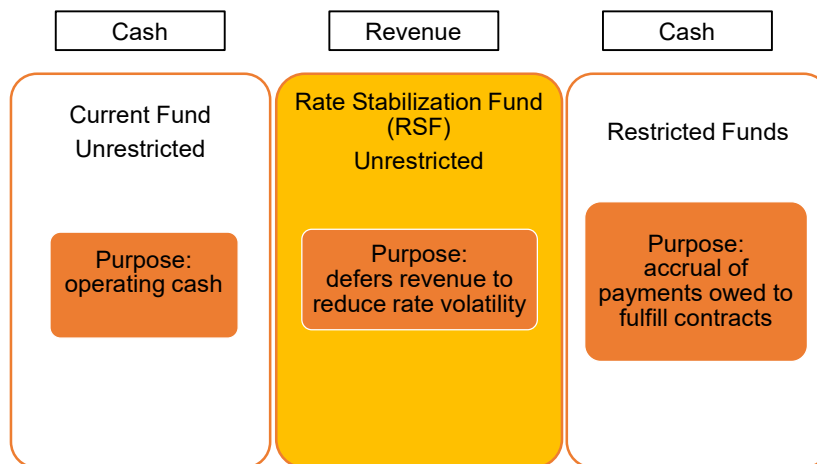 Cash
Revenue
Cash
Current Fund
Unrestricted
Purpose:
operating cash
Rate Stabilization Fund
(RSF)
Unrestricted
Purpose:
defers revenue to
reduce rate volatility
Restricted Funds
Purpose:
accrual of
payments owed to
fulfill contracts